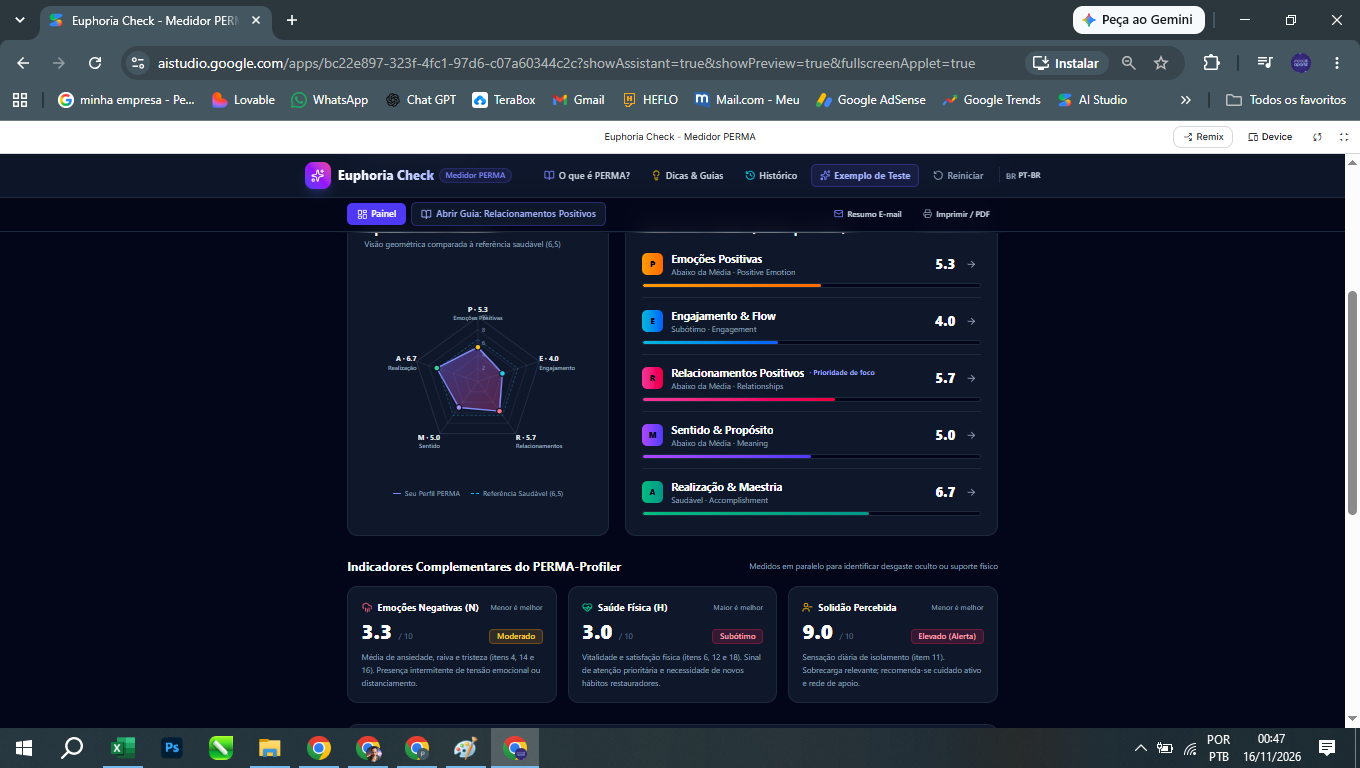 Euphoria Check - Medidor PERM
Peça ao Gemini
aistudio.google.com/apps/bc22e897-323f-4fc1-97d6-c07a60344c2c?showAssistant=true&showPreview=true&fullscreenApplet=true
Instalar
minha empresa - Pe...
Lovable
WhatsApp
Chat GPT
TeraBox
Gmail
HEFLO
Mail.com - Meu
Google AdSense
Google Trends
AI Studio
Todos os favoritos
Euphoria Check - Medidor PERMA
Remix
Device
Euphoria Check
Medidor PERMA
O que é PERMA?
Dicas & Guias
Histórico
Exemplo de Teste
Reiniciar
BR PT-BR
Painel
Abrir Guia: Relacionamentos Positivos
Resumo E-mail
Imprimir / PDF
Visão geométrica comparada à referência saudável (6,5)
P · 5.3
Emoções Positivas
8
6
2
A · 6.7
Realização
E · 4.0
Engajamento
M · 5.0
Sentido
R · 5.7
Relacionamentos
Seu Perfil PERMA
Referência Saudável (6,5)
P
Emoções Positivas
5.3
Abaixo da Média · Positive Emotion
E
Engajamento & Flow
4.0
Subótimo · Engagement
R
Relacionamentos Positivos
· Prioridade de foco
5.7
Abaixo da Média · Relationships
M
Sentido & Propósito
5.0
Abaixo da Média · Meaning
A
Realização & Maestria
6.7
Saudável · Accomplishment
Indicadores Complementares do PERMA-Profiler
Medidos em paralelo para identificar desgaste oculto ou suporte físico
Emoções Negativas (N)
Menor é melhor
3.3 / 10
Moderado
Média de ansiedade, raiva e tristeza (itens 4, 14 e
16). Presença intermitente de tensão emocional ou
distanciamento.
Saúde Física (H)
Maior é melhor
3.0 / 10
Subótimo
Vitalidade e satisfação física (itens 6, 12 e 18). Sinal
de atenção prioritária e necessidade de novos
hábitos restauradores.
Solidão Percebida
Menor é melhor
9.0 / 10
Elevado (Alerta)
Sensação diária de isolamento (item 11).
Sobrecarga relevante; recomenda-se cuidado ativo
e rede de apoio.
Ps
POR
PTB
00:47
16/11/2026